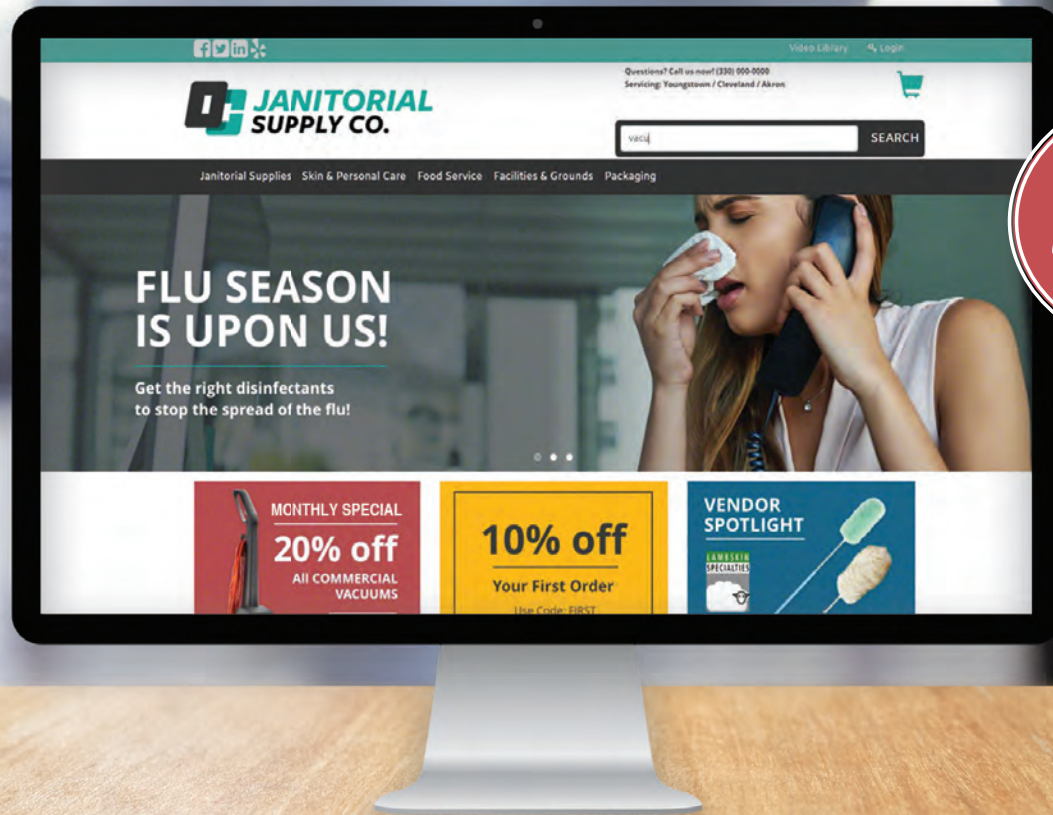 Video Library Login
JANITORIAL
SUPPLY CO.
Questions? Call us now! (330) 000-0000
Servicing: Youngstown / Cleveland / Akron
vacu
SEARCH
Janitorial Supplies Skin & Personal Care Food Service Facilities & Grounds Packaging
FLU SEASON
IS UPON US!
Get the right disinfectants
to stop the spread of the flu!
MONTHLY SPECIAL
20% off
All COMMERCIAL
VACUUMS
10% off
Your First Order
Use Code: FIRST
VENDOR
SPOTLIGHT
LAMBSKIN
SPECIALTIES